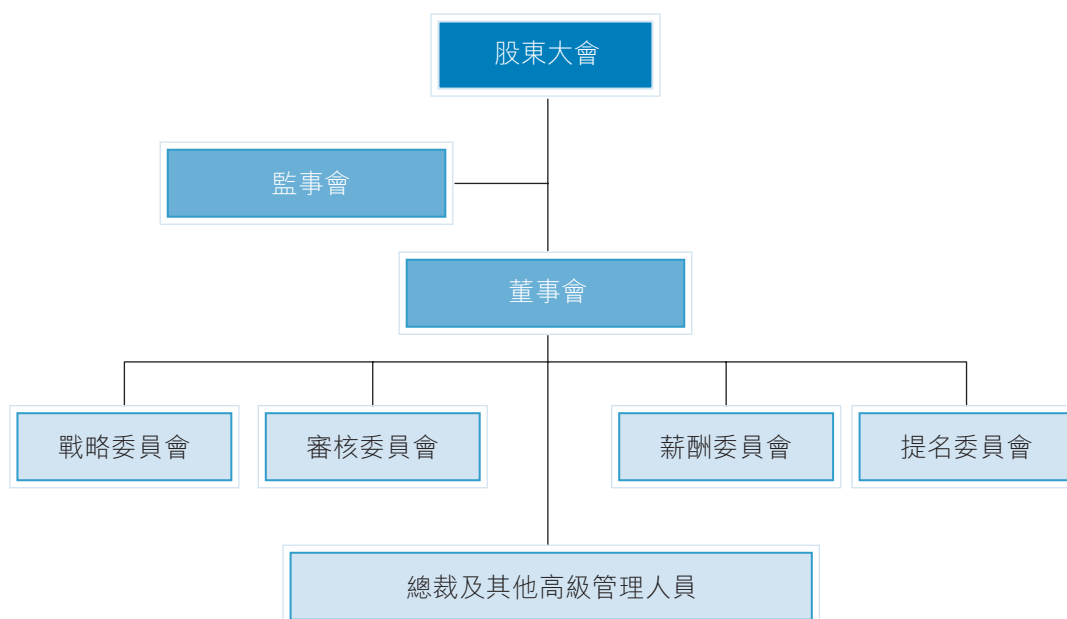 股東大會
監事會
董事會
戰略委員會
審核委員會
薪酬委員會
提名委員會
總裁及其他高級管理人員